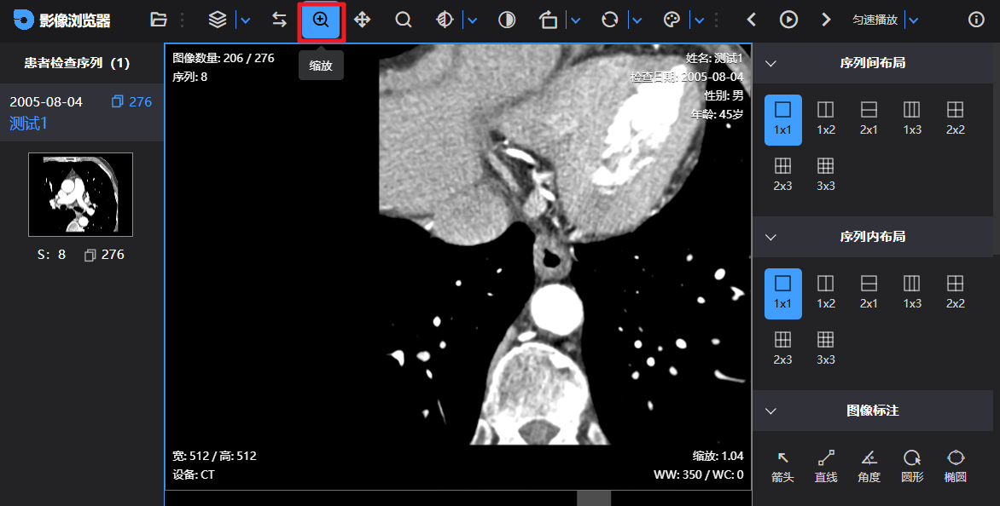 影像浏览器
匀速播放
患者检查序列（1）
2005-08-04 276
测试1
S: 8 276
缩放
图像数量: 206 / 276
序列: 8
姓名: 测试1
检查日期: 2005-08-04
性别: 男
年龄: 45岁
宽: 512 / 高: 512
设备: CT
缩放: 1.04
WW: 350 / WC: 0
序列间布局
1x1 1x2 2x1 1x3 2x2
2x3 3x3
序列内布局
1x1 1x2 2x1 1x3 2x2
2x3 3x3
图像标注
箭头 直线 角度 圆形 椭圆